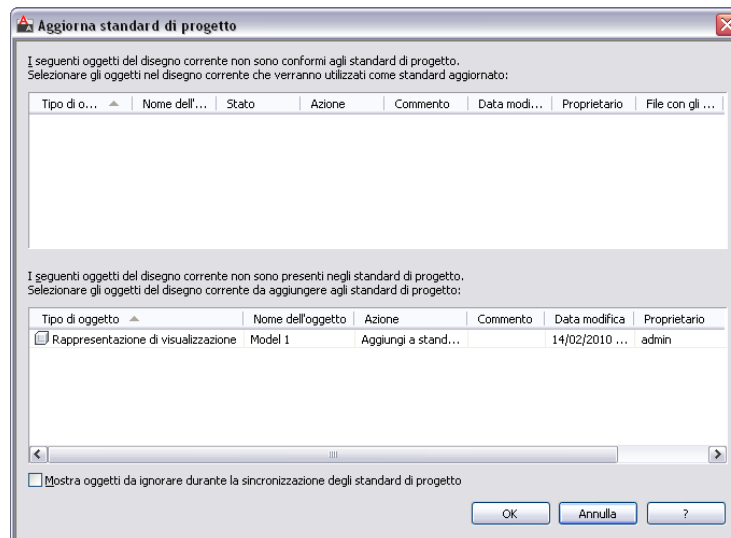 Aggiorna standard di progetto
I seguenti oggetti del disegno corrente non sono conformi agli standard di progetto.
Selezionare gli oggetti nel disegno corrente che verranno utilizzati come standard aggiornato:
Tipo di o... Nome dell'... Stato Azione Commento Data modi... Proprietario File con gli ...
I seguenti oggetti del disegno corrente non sono presenti negli standard di progetto.
Selezionare gli oggetti del disegno corrente da aggiungere agli standard di progetto:
Tipo di oggetto Nome dell'oggetto Azione Commento Data modifica Proprietario
Rappresentazione di visualizzazione Model 1 Aggiungi a stand... 14/02/2010 ... admin
Mostra oggetti da ignorare durante la sincronizzazione degli standard di progetto
OK Annulla ?